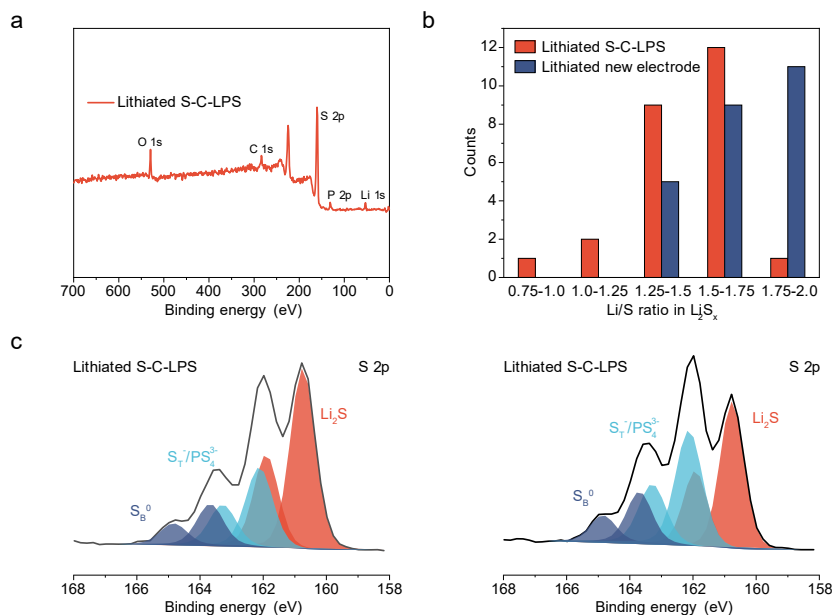 a
Lithiated S-C-LPS
S 2p
O 1s
C 1s
P 2p
Li 1s
700 600 500 400 300 200 100 0
Binding energy (eV)
b
Lithiated S-C-LPS
Lithiated new electrode
Counts
12
10
8
6
4
2
0
0.75-1.0 1.0-1.25 1.25-1.5 1.5-1.75 1.75-2.0
Li/S ratio in Li₂Sₓ
c
Lithiated S-C-LPS
S 2p
Li₂S
S_T⁻/PS₄³⁻
S_B⁰
168 166 164 162 160 158
Binding energy (eV)
Lithiated S-C-LPS
S 2p
Li₂S
S_T⁻/PS₄³⁻
S_B⁰
168 166 164 162 160 158
Binding energy (eV)